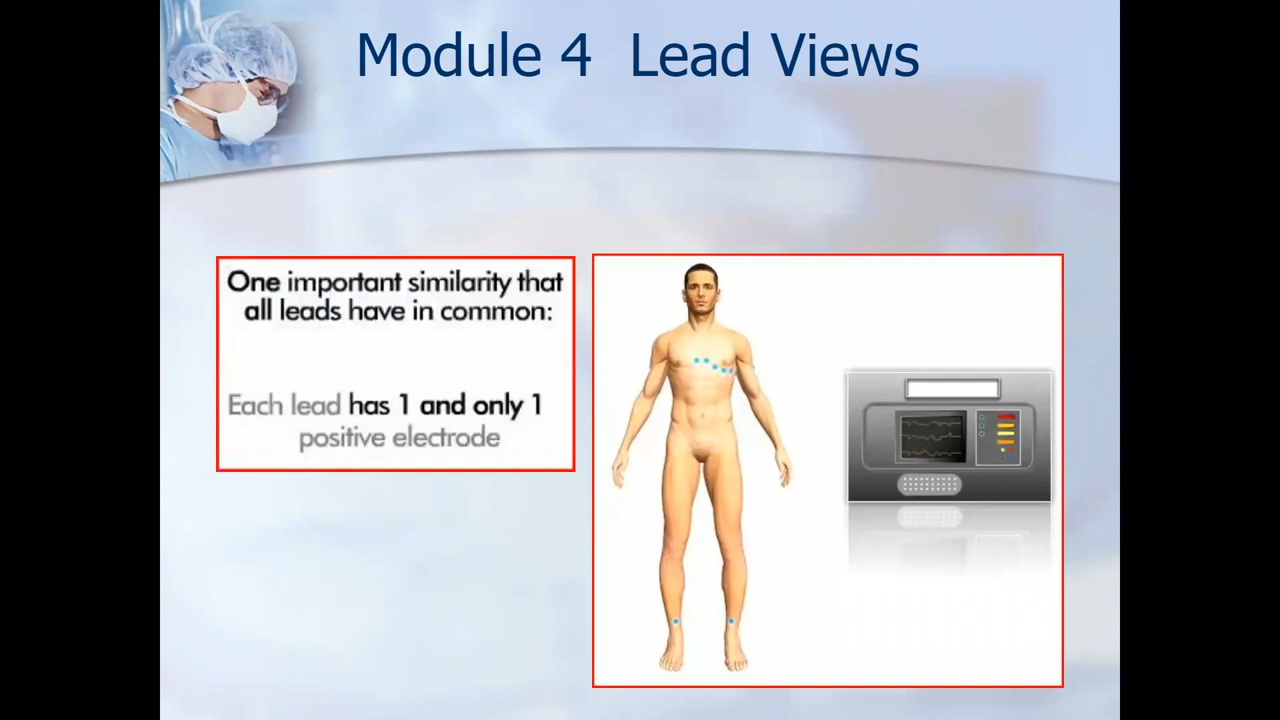 Module 4  Lead Views
One important similarity that
all leads have in common:
Each lead has 1 and only 1
positive electrode